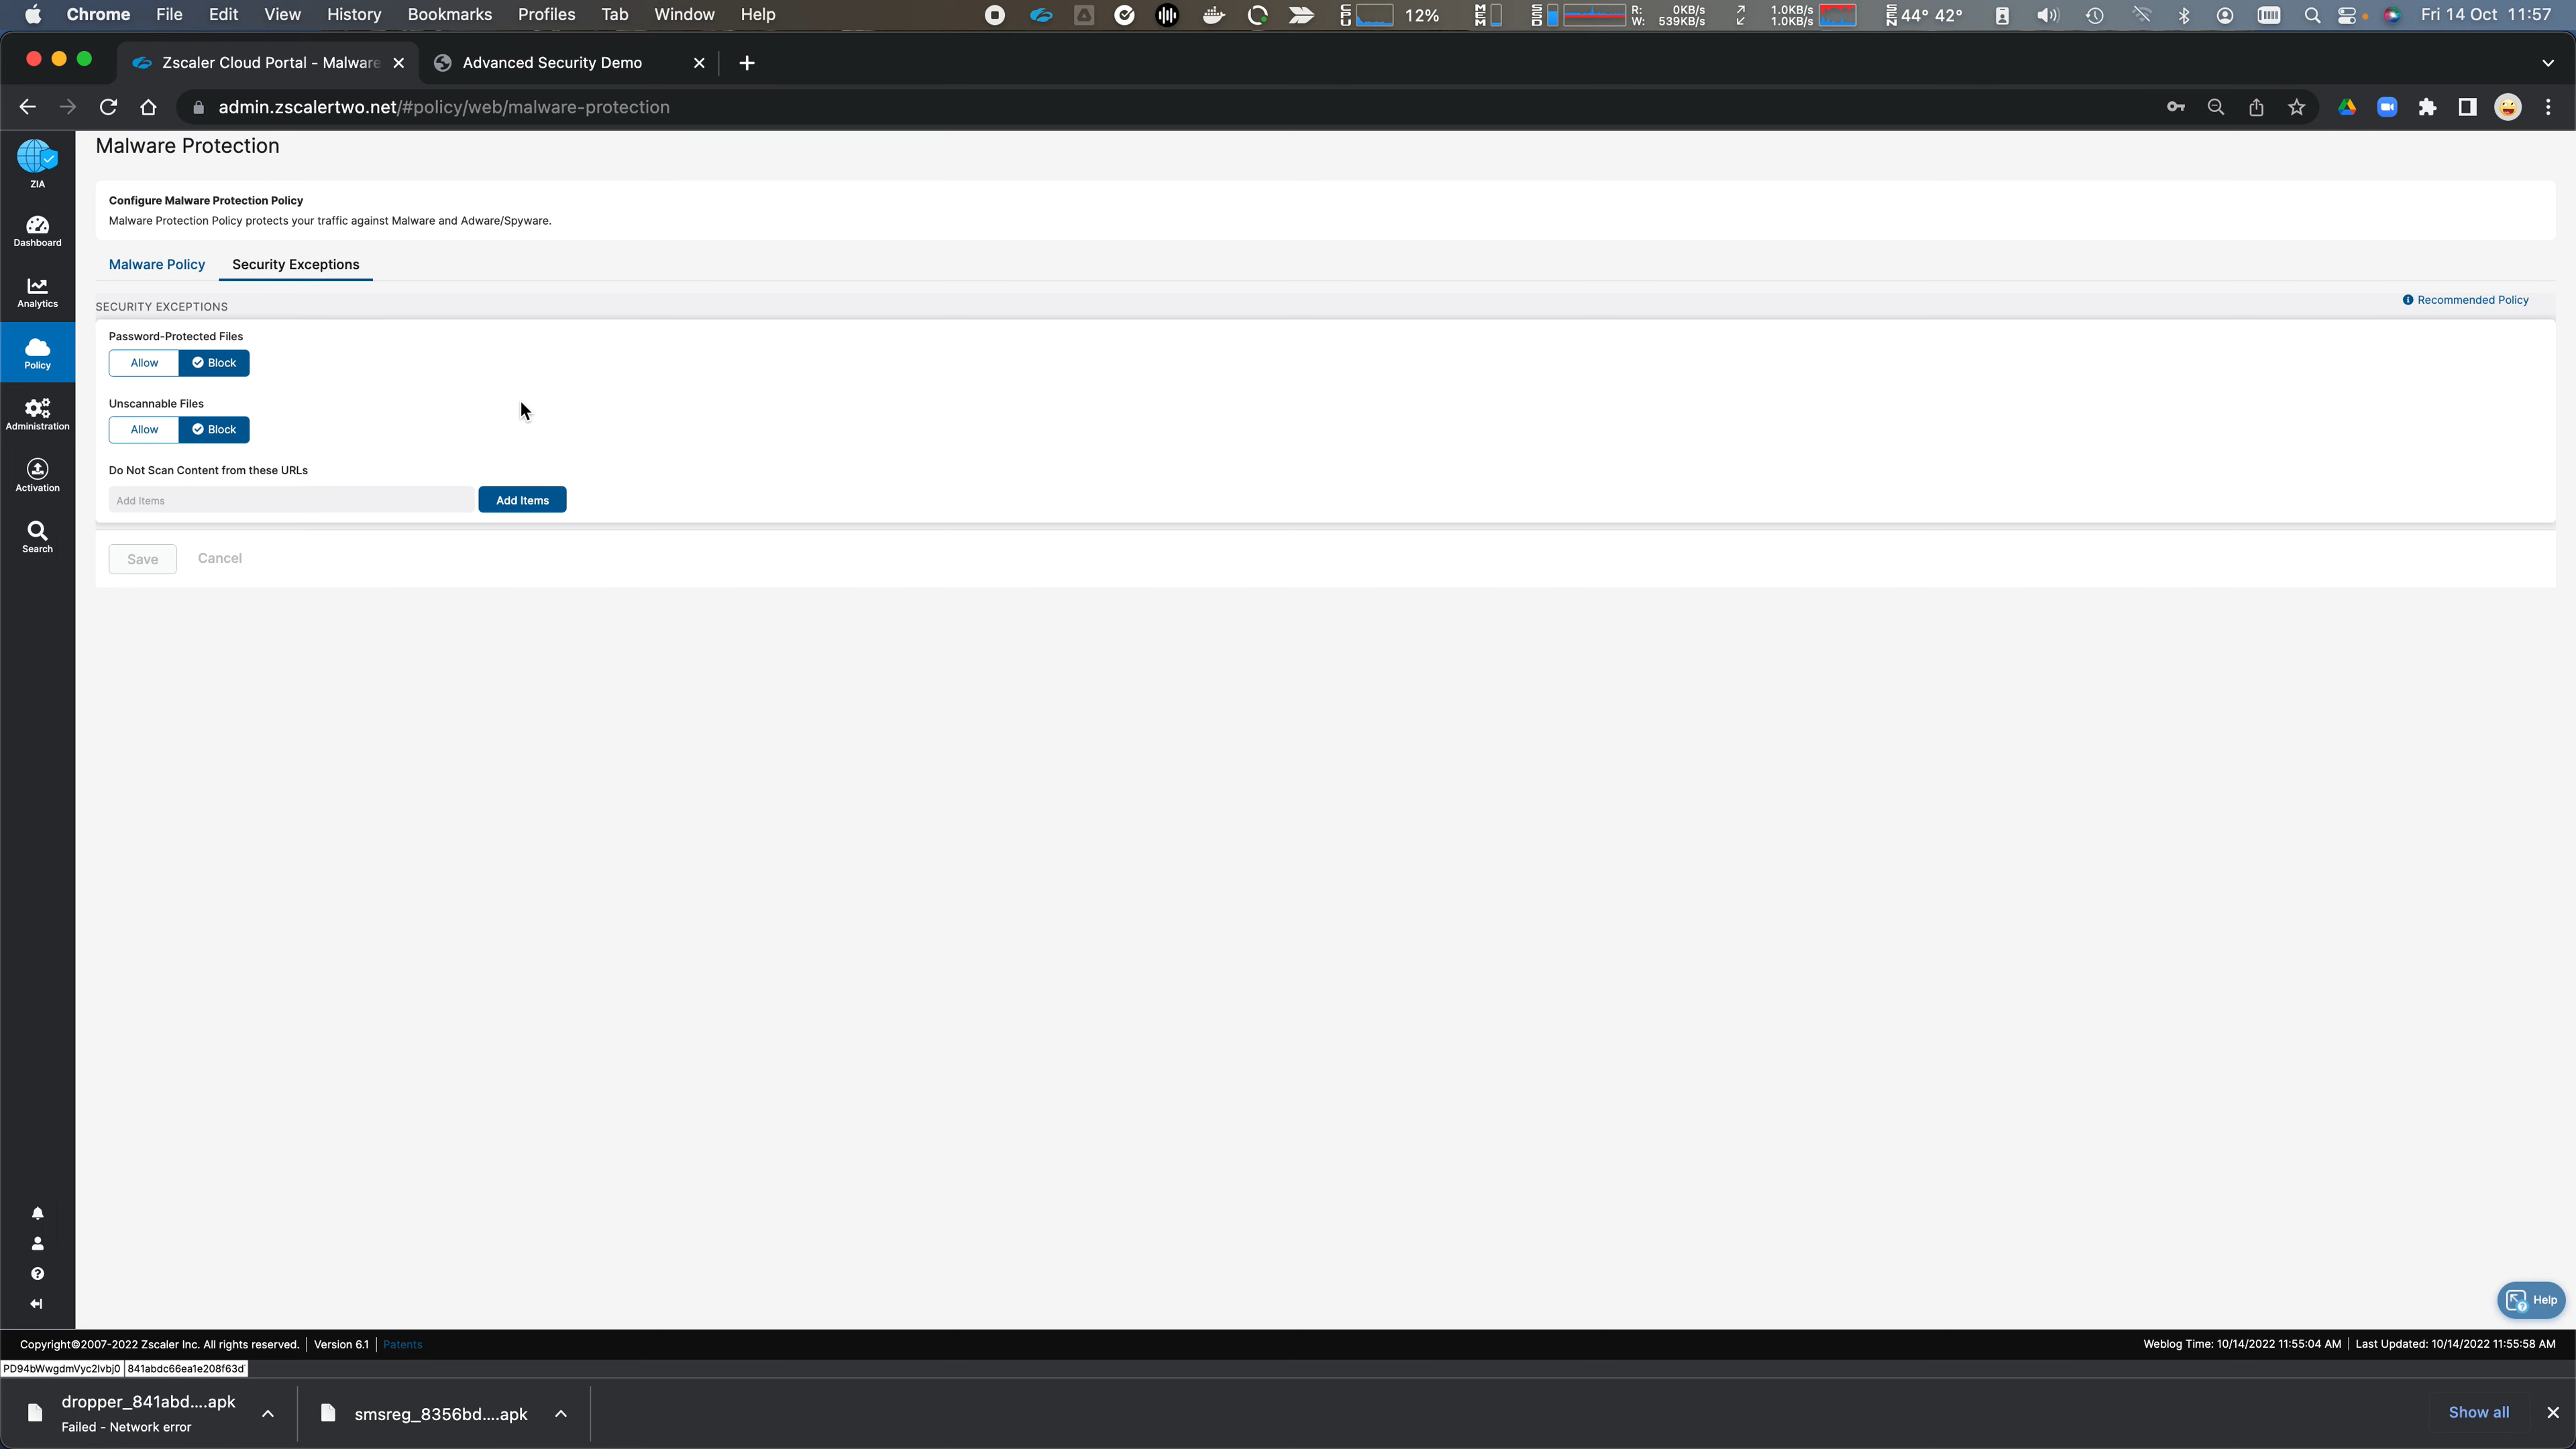 Chrome File Edit View History Bookmarks Profiles Tab Window Help
CPU 12% MEM SSD R: 0KB/s W: 539KB/s 1.0KB/s 1.0KB/s SEN 44° 42° Fri 14 Oct 11:57
Zscaler Cloud Portal - Malware Advanced Security Demo
admin.zscalertwo.net/#policy/web/malware-protection
ZIA
Dashboard
Analytics
Policy
Administration
Activation
Search
Malware Protection
Configure Malware Protection Policy
Malware Protection Policy protects your traffic against Malware and Adware/Spyware.
Malware Policy Security Exceptions
SECURITY EXCEPTIONS
Recommended Policy
Password-Protected Files
Allow Block
Unscannable Files
Allow Block
Do Not Scan Content from these URLs
Add Items Add Items
Save Cancel
Help
Copyright©2007-2022 Zscaler Inc. All rights reserved. | Version 6.1 | Patents
Weblog Time: 10/14/2022 11:55:04 AM | Last Updated: 10/14/2022 11:55:58 AM
PD94bWwgdmVyc2lvbj0 841abdc66ea1e208f63d
dropper_841abd....apk
Failed - Network error
smsreg_8356bd....apk
Show all